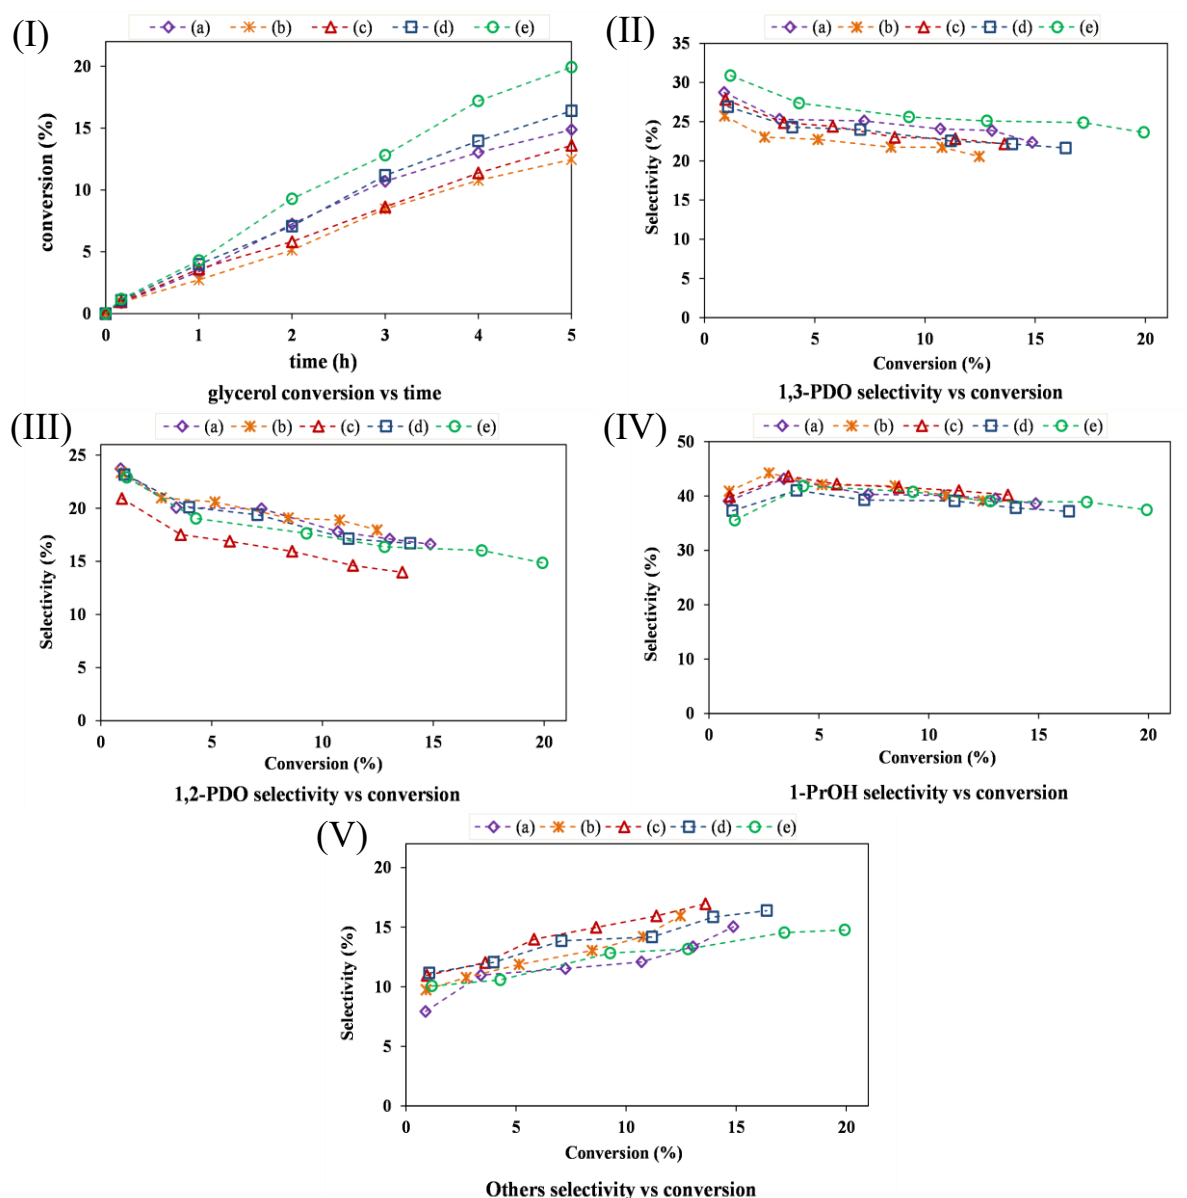 (I)
(a) (b) (c) (d) (e)
20
15
10
5
0
conversion (%)
0 1 2 3 4 5
time (h)
glycerol conversion vs time
(II)
(a) (b) (c) (d) (e)
35
30
25
20
15
10
5
0
Selectivity (%)
0 5 10 15 20
Conversion (%)
1,3-PDO selectivity vs conversion
(III)
(a) (b) (c) (d) (e)
25
20
15
10
5
0
Selectivity (%)
0 5 10 15 20
Conversion (%)
1,2-PDO selectivity vs conversion
(IV)
(a) (b) (c) (d) (e)
50
40
30
20
10
0
Selectivity (%)
0 5 10 15 20
Conversion (%)
1-PrOH selectivity vs conversion
(V)
(a) (b) (c) (d) (e)
20
15
10
5
0
Selectivity (%)
0 5 10 15 20
Conversion (%)
Others selectivity vs conversion